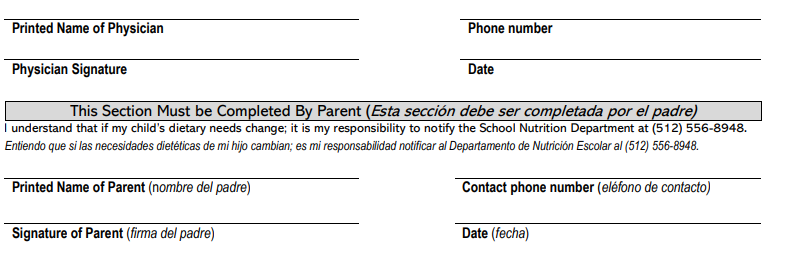 Printed Name of Physician Phone number
Physician Signature Date
This Section Must be Completed By Parent (Esta sección debe ser completada por el padre)
I understand that if my child's dietary needs change; it is my responsibility to notify the School Nutrition Department at (512) 556-8948.
Entiendo que si las necesidades dietéticas de mi hijo cambian; es mi responsabilidad notificar al Departamento de Nutrición Escolar al (512) 556-8948.
Printed Name of Parent (nombre del padre) Contact phone number (eléfono de contacto)
Signature of Parent (firma del padre) Date (fecha)